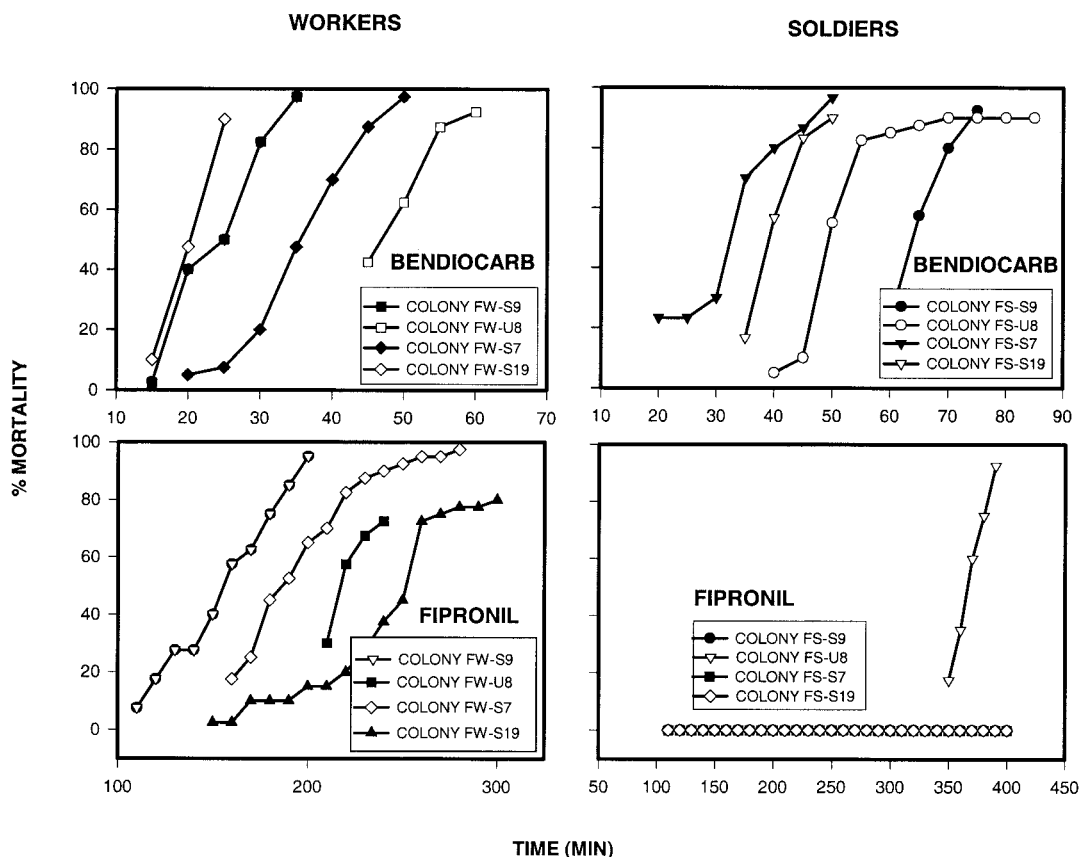 WORKERS
SOLDIERS
% MORTALITY
100
80
60
40
20
0
BENDIOCARB
COLONY FW-S9
COLONY FW-U8
COLONY FW-S7
COLONY FW-S19
10 20 30 40 50 60 70
BENDIOCARB
COLONY FS-S9
COLONY FS-U8
COLONY FS-S7
COLONY FS-S19
10 20 30 40 50 60 70 80 90
100
80
60
40
20
0
FIPRONIL
COLONY FW-S9
COLONY FW-U8
COLONY FW-S7
COLONY FW-S19
100 200 300
FIPRONIL
COLONY FS-S9
COLONY FS-U8
COLONY FS-S7
COLONY FS-S19
50 100 150 200 250 300 350 400 450
TIME (MIN)